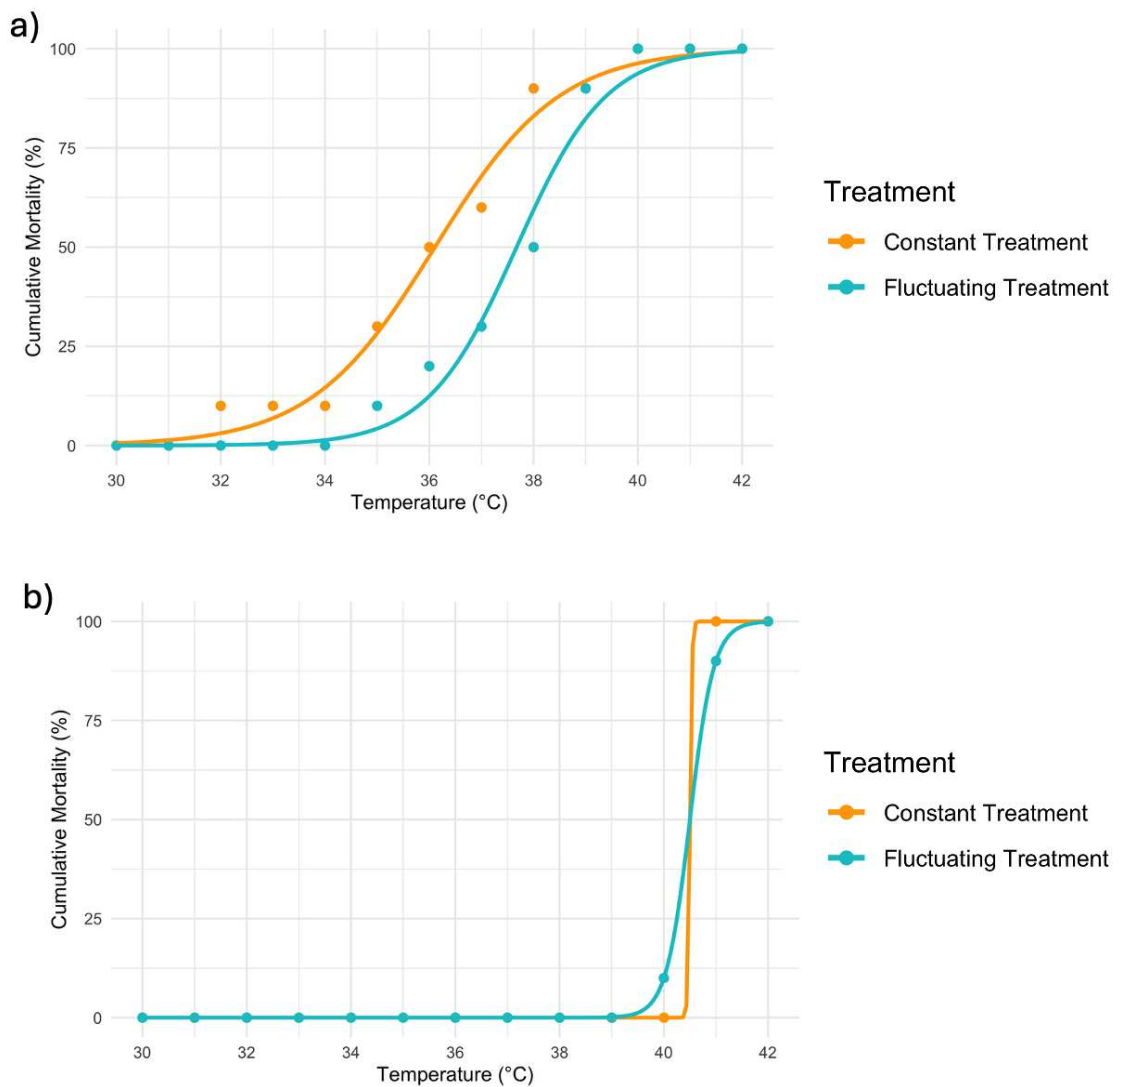 a)
100
75
50
25
0
Cumulative Mortality (%)
30 32 34 36 38 40 42
Temperature (°C)
Treatment
Constant Treatment
Fluctuating Treatment
b)
100
75
50
25
0
Cumulative Mortality (%)
30 32 34 36 38 40 42
Temperature (°C)
Treatment
Constant Treatment
Fluctuating Treatment